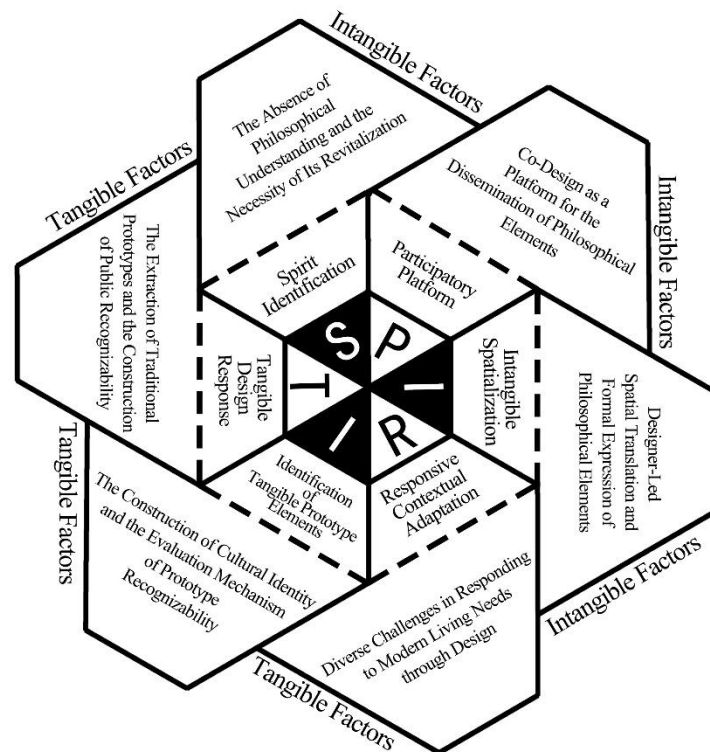 Intangible Factors
The Absence of
Philosophical
Understanding and the
Necessity of Its Revitalization
Spirit
Identification
S
Intangible Factors
Co-Design as a
Platform for the
Dissemination of Philosophical
Elements
Participatory
Platform
P
Intangible Factors
Designer-Led
Spatial Translation and
Formal Expression of
Philosophical Elements
Intangible
Spatialization
I
Tangible Factors
Diverse Challenges in Responding
to Modern Living Needs
through Design
Responsive
Contextual
Adaptation
R
Tangible Factors
The Construction of Cultural Identity
and the Evaluation Mechanism
of Prototype
Recognizability
Identification
of
Tangible Prototype
Elements
I
Tangible Factors
The Extraction of Traditional
Prototypes and the Construction
of Public Recognizability
Tangible
Design
Response
T